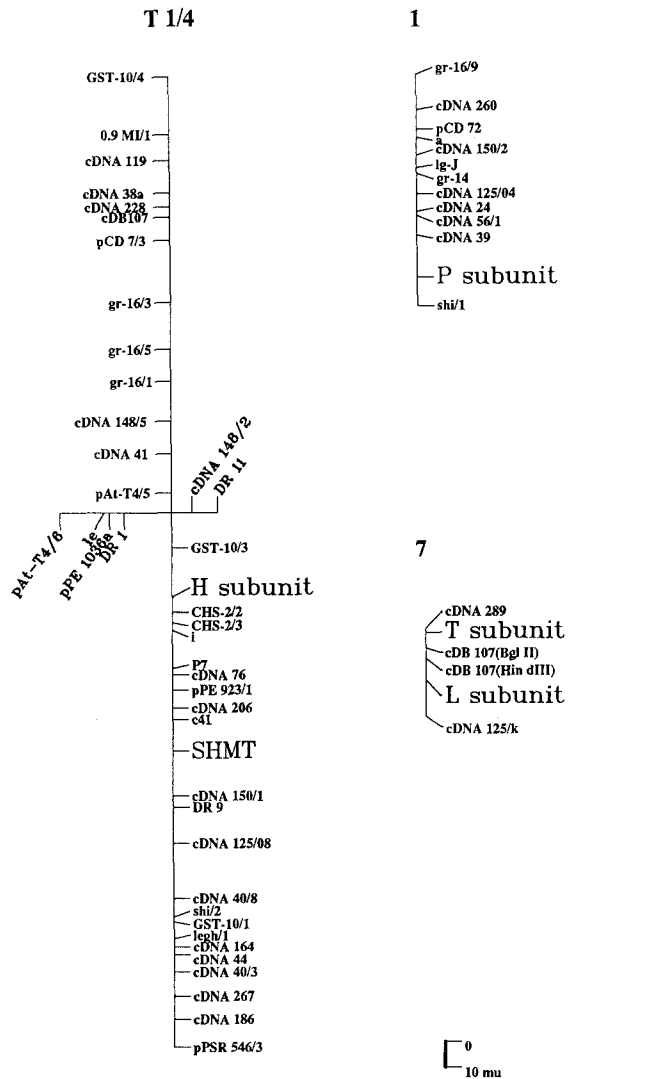 T 1/4
GST-10/4
0.9 MI/1
cDNA 119
cDNA 38a
cDNA 228
cDB107
pCD 7/3
gr-16/3
gr-16/5
gr-16/1
cDNA 148/5
cDNA 41
pAt-T4/5
cDNA 148/2
DR 11
pAt-T4/6
le
pPE 1036a
DR 1
GST-10/3
H subunit
CHS-2/2
CHS-2/3
i
P7
cDNA 76
pPE 923/1
cDNA 206
c41
SHMT
cDNA 150/1
DR 9
cDNA 125/08
cDNA 40/8
shi/2
GST-10/1
legh/1
cDNA 164
cDNA 44
cDNA 40/3
cDNA 267
cDNA 186
pPSR 546/3
1
gr-16/9
cDNA 260
pCD 72
a
cDNA 150/2
lg-J
gr-14
cDNA 125/04
cDNA 24
cDNA 56/1
cDNA 39
P subunit
shi/1
7
cDNA 289
T subunit
cDB 107(Bgl II)
cDB 107(Hin dIII)
L subunit
cDNA 125/k
0
10 mu